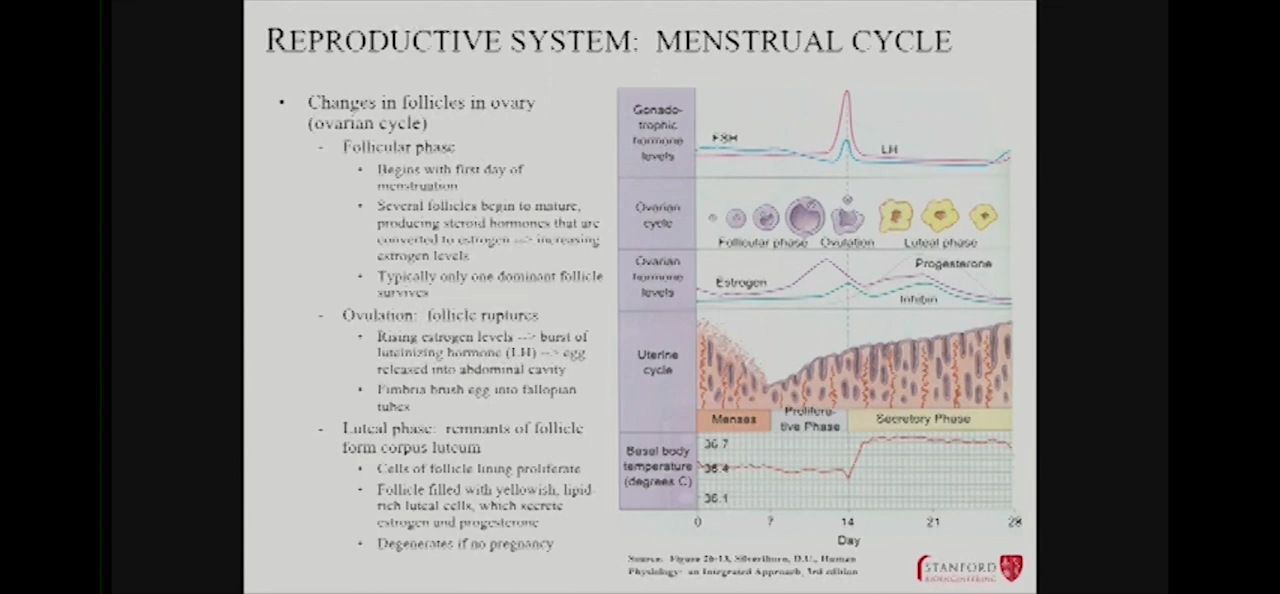 REPRODUCTIVE SYSTEM: MENSTRUAL CYCLE
• Changes in follicles in ovary
(ovarian cycle)
- Follicular phase
• Begins with first day of
menstruation
• Several follicles begin to mature,
producing steroid hormones that are
converted to estrogen --> increasing
estrogen levels
• Typically only one dominant follicle
survives
- Ovulation: follicle ruptures
• Rising estrogen levels --> burst of
luteinizing hormone (LH) --> egg
released into abdominal cavity
• Fimbria brush egg into fallopian
tubes
- Luteal phase: remnants of follicle
form corpus luteum
• Cells of follicle lining proliferate
• Follicle filled with yellowish, lipid-
rich luteal cells, which secrete
estrogen and progesterone
• Degenerates if no pregnancy
Gonado-
trophic
hormone
levels
FSH
LH
Ovarian
cycle
Follicular phase Ovulation Luteal phase
Ovarian
hormone
levels
Estrogen
Progesterone
Inhibin
Uterine
cycle
Menses
Prolifera-
tive Phase
Secretory Phase
Basal body
temperature
(degrees C)
36.7
36.4
36.1
0 7 14 21 28
Day
Source: Figure 26-13, Silverthorn, D.U., Human
Physiology: an Integrated Approach, 3rd edition
STANFORD
BIOENGINEERING